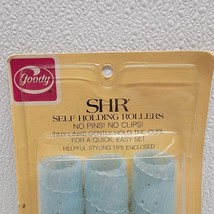 Goody
SHR
SELF HOLDING ROLLERS
NO PINS! NO CLIPS!
TINY LINKS GENTLY HOLD THE CURL
FOR A QUICK, EASY SET
HELPFUL STYLING TIPS ENCLOSED